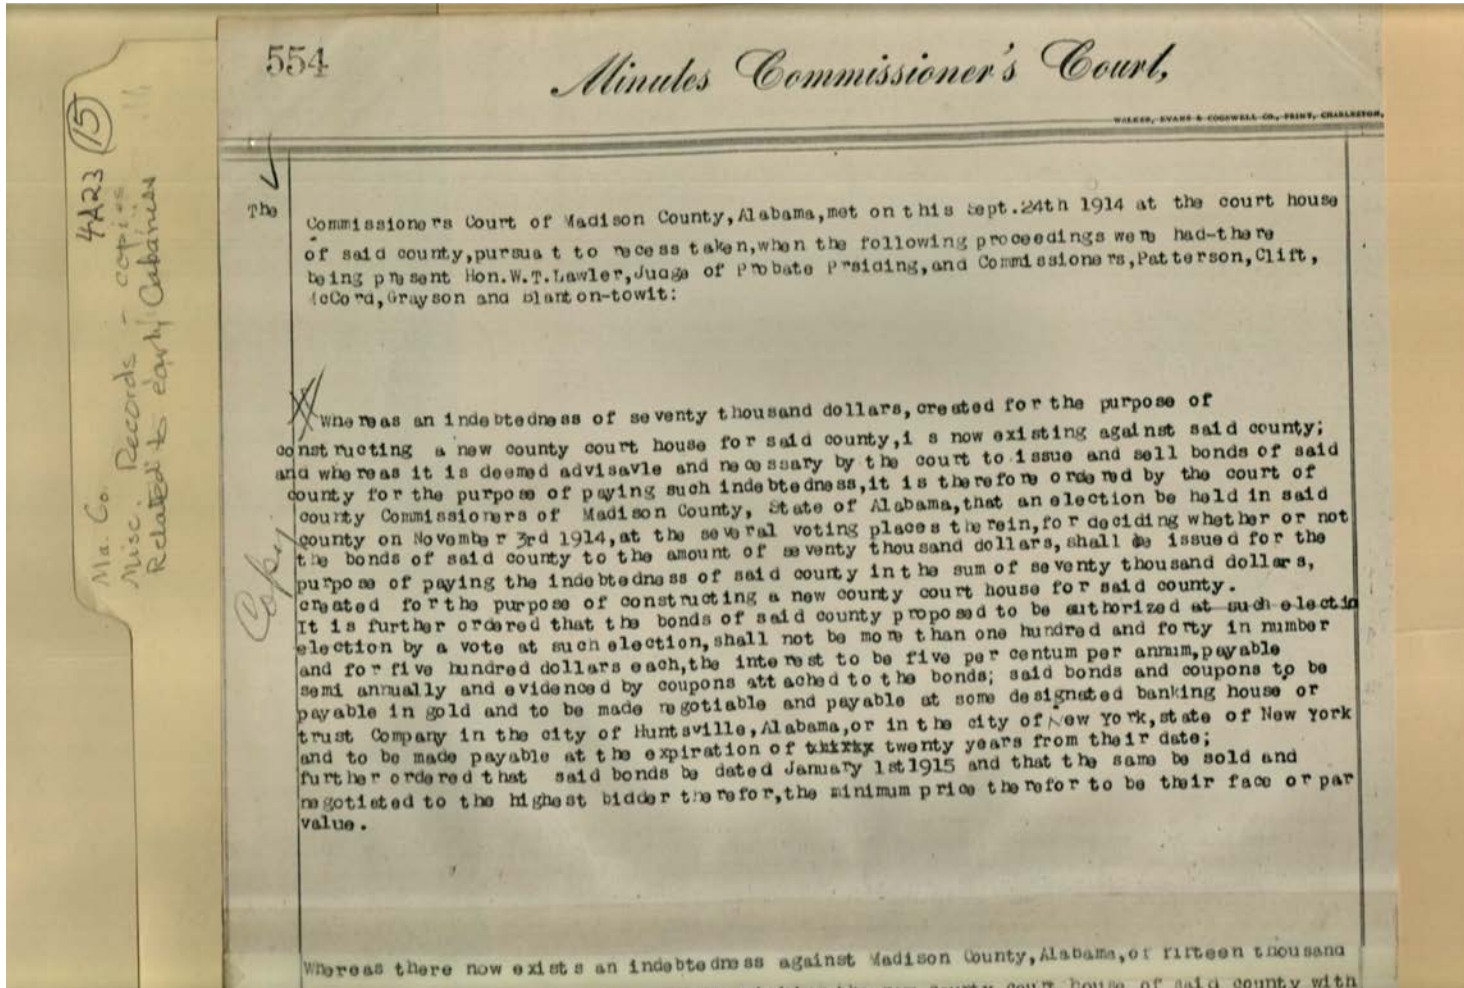 4A23 (15)
Ma. Co.
Misc. Records - copies
Related to early Cabaniss
554
Minutes Commissioner's Court,
WALKER, EVANS & COGSWELL CO., PRINT, CHARLESTON,
The
Commissioners Court of Madison County,Alabama,met on this Sept.24th 1914 at the court house
of said county,pursuat to recess taken,when the following proceedings were had-there
being present Hon.W.T.Lawler,Judge of Probate Prsiding,and Commissioners,Patterson,Clift,
McCord,Grayson and Blanton-towit:
Whereas an indebtedness of seventy thousand dollars,created for the purpose of
constructing a new county court house for said county,i s now existing against said county;
and whereas it is deemed advisavle and necessary by the court to issue and sell bonds of said
county for the purpose of paying such indebtedness,it is therefore ordered by the court of
county Commissioners of Madison County, State of Alabama,that an election be held in said
county on November 3rd 1914,at the several voting places therein,for deciding whether or not
the bonds of said county to the amount of seventy thousand dollars,shall be issued for the
purpose of paying the indebtedness of said county in the sum of seventy thousand dollars,
created for the purpose of constructing a new county court house for said county.
Copy
It is further ordered that the bonds of said county proposed to be authorized at such electio
election by a vote at such election,shall not be more than one hundred and forty in number
and for five hundred dollars each,the interest to be five per centum per annum,payable
semi annually and evidenced by coupons attached to the bonds; said bonds and coupons to be
payable in gold and to be made negotiable and payable at some designated banking house or
trust Company in the city of Huntsville,Alabama,or in the city of New York,state of New York
and to be made payable at the expiration of twenty years from their date;
further ordered that said bonds be dated January 1st1915 and that the same be sold and
negotiated to the highest bidder therefor,the minimum price therefor to be their face or par
value.
Whereas there now exists an indebtedness against Madison County,Alabama,of fifteen thousand
county court house of said county with